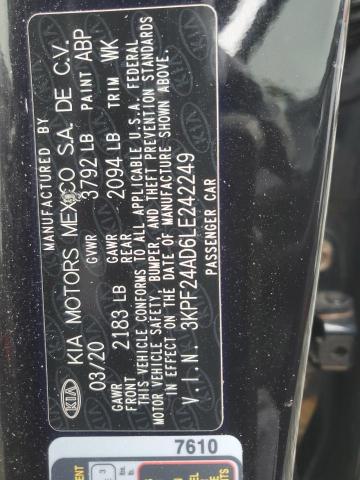 MANUFACTURED BY
KIA MOTORS MEXICO S.A. DE C.V.
03/20 GVWR 3792 LB PAINT ABP
GAWR FRONT 2183 LB GAWR REAR 2094 LB TRIM WK
THIS VEHICLE CONFORMS TO ALL APPLICABLE U.S.A. FEDERAL
MOTOR VEHICLE SAFETY, BUMPER, AND THEFT PREVENTION STANDARDS
IN EFFECT ON THE DATE OF MANUFACTURE SHOWN ABOVE.
V.I.N. 3KPF24AD6LE242249
PASSENGER CAR
KIA
7610
3